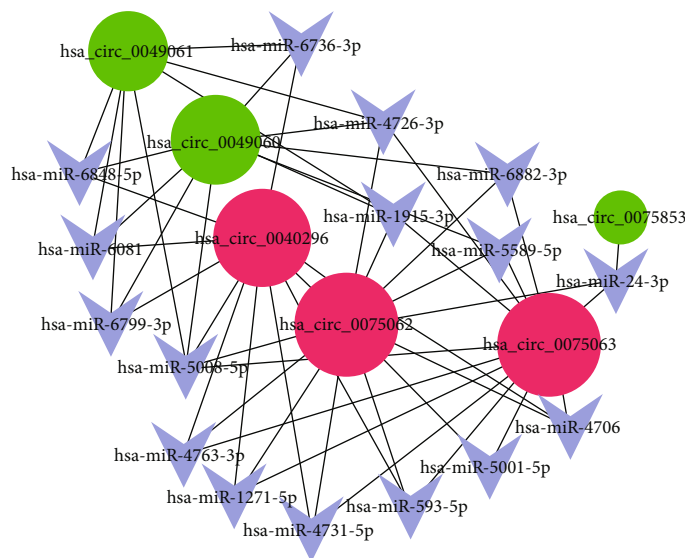 hsa_circ_0049061
hsa-miR-6736-3p
hsa-miR-4726-3p
hsa_circ_0049060
hsa-miR-6848-5p
hsa-miR-6882-3p
hsa-miR-1915-3p
hsa_circ_0075853
hsa_circ_0040296
hsa-miR-6081
hsa-miR-5589-5p
hsa-miR-24-3p
hsa-miR-6799-3p
hsa_circ_0075062
hsa_circ_0075063
hsa-miR-5008-5p
hsa-miR-4706
hsa-miR-4763-3p
hsa-miR-5001-5p
hsa-miR-1271-5p
hsa-miR-593-5p
hsa-miR-4731-5p